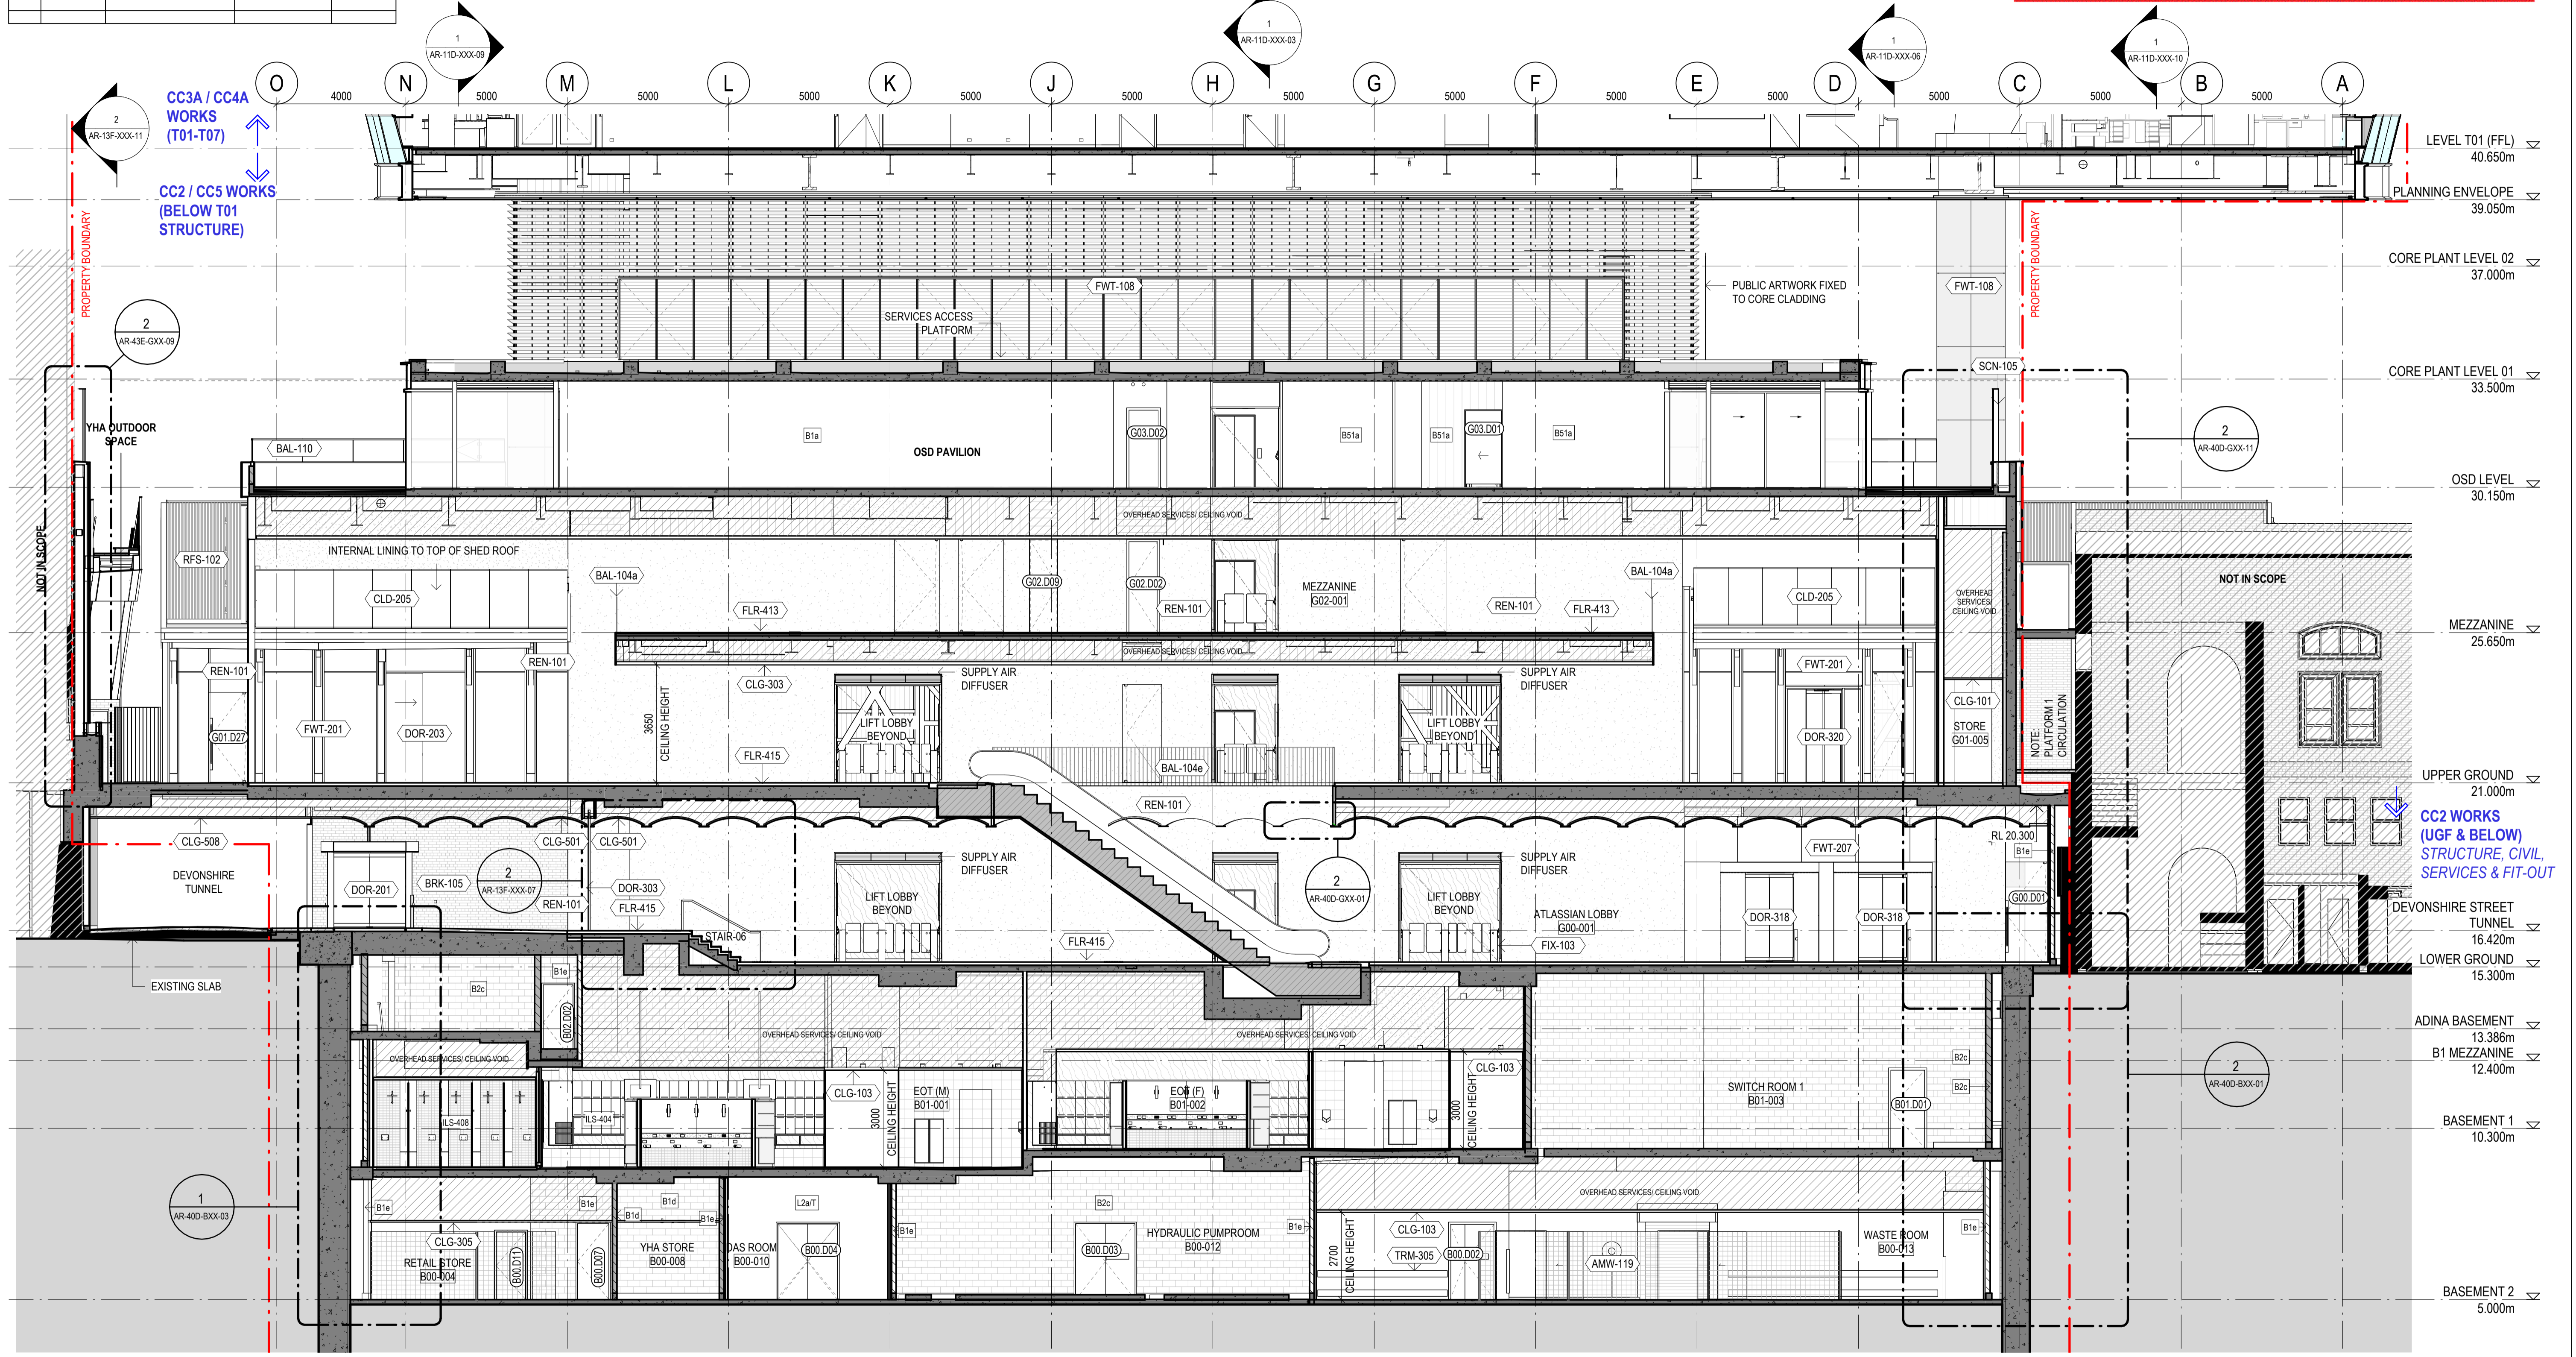 1
AR-11D-XXX-09
1
AR-11D-XXX-03
1
AR-11D-XXX-06
1
AR-11D-XXX-10
O
N
M
L
K
J
H
G
F
E
D
C
B
A
4000
5000
5000
5000
5000
5000
5000
5000
5000
5000
5000
5000
5000
2
AR-13F-XXX-11
CC3A / CC4A
WORKS
(T01-T07)
CC2 / CC5 WORKS
(BELOW T01
STRUCTURE)
PROPERTY BOUNDARY
PROPERTY BOUNDARY
LEVEL T01 (FFL)
40.650m
PLANNING ENVELOPE
39.050m
CORE PLANT LEVEL 02
37.000m
CORE PLANT LEVEL 01
33.500m
OSD LEVEL
30.150m
MEZZANINE
25.650m
UPPER GROUND
21.000m
CC2 WORKS
(UGF & BELOW)
STRUCTURE, CIVIL,
SERVICES & FIT-OUT
DEVONSHIRE STREET
TUNNEL
16.420m
LOWER GROUND
15.300m
ADINA BASEMENT
13.386m
B1 MEZZANINE
12.400m
BASEMENT 1
10.300m
BASEMENT 2
5.000m
FWT-108
SERVICES ACCESS
PLATFORM
PUBLIC ARTWORK FIXED
TO CORE CLADDING
FWT-108
SCN-105
2
AR-43E-GXX-09
2
AR-40D-GXX-11
YHA OUTDOOR
SPACE
NOT IN SCOPE
BAL-110
B1a
OSD PAVILION
G03.D02
B51a
B51a
G03.D01
B51a
OVERHEAD SERVICES/ CEILING VOID
RFS-102
INTERNAL LINING TO TOP OF SHED ROOF
CLD-205
BAL-104a
FLR-413
G02.D09
G02.D02
REN-101
MEZZANINE
G02-001
REN-101
FLR-413
BAL-104a
CLD-205
OVERHEAD
SERVICES/
CEILING VOID
NOT IN SCOPE
OVERHEAD SERVICES/ CEILING VOID
REN-101
REN-101
CLG-303
SUPPLY AIR
DIFFUSER
SUPPLY AIR
DIFFUSER
FWT-201
CLG-101
STORE
G01-005
NOTE:
PLATFORM 1
CIRCULATION
G01.D27
FWT-201
DOR-203
3650
CEILING HEIGHT
FLR-415
LIFT LOBBY
BEYOND
LIFT LOBBY
BEYOND
BAL-104e
DOR-320
REN-101
CLG-508
CLG-501
CLG-501
RL 20.300
B1e
FWT-207
DEVONSHIRE
TUNNEL
DOR-201
BRK-105
2
AR-13F-XXX-07
REN-101
DOR-303
FLR-415
STAIR-06
SUPPLY AIR
DIFFUSER
LIFT LOBBY
BEYOND
FLR-415
2
AR-40D-GXX-01
SUPPLY AIR
DIFFUSER
LIFT LOBBY
BEYOND
ATLASSIAN LOBBY
G00-001
FIX-103
DOR-318
DOR-318
G00.D01
EXISTING SLAB
B2c
B1e
B02.D02
OVERHEAD SERVICES/ CEILING VOID
OVERHEAD SERVICES/ CEILING VOID
OVERHEAD SERVICES/ CEILING VOID
ILS-408
ILS-404
CLG-103
3000
CEILING HEIGHT
EOT (M)
B01-001
EOT (F)
B01-002
CLG-103
3000
CEILING HEIGHT
SWITCH ROOM 1
B01-003
B2c
B2c
B01.D01
2
AR-40D-BXX-01
1
AR-40D-BXX-03
B1e
CLG-305
RETAIL STORE
B00-004
B00.D11
B1e
B00.D07
B1d
B1d
B1e
YHA STORE
B00-008
L2a/T
DAS ROOM
B00-010
B00.D04
B1e
B2c
B00.D03
HYDRAULIC PUMPROOM
B00-012
B1e
OVERHEAD SERVICES/ CEILING VOID
2700
CEILING HEIGHT
CLG-103
TRM-305
B00.D02
AMW-119
WASTE ROOM
B00-013
B1e